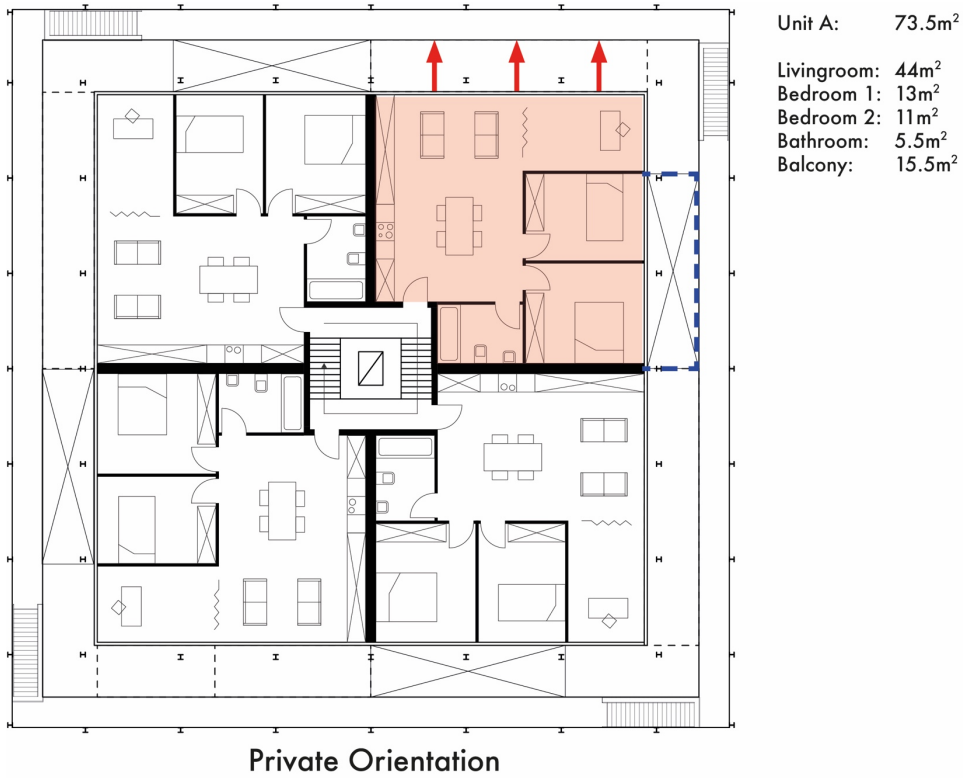 Unit A: 73.5m²
Livingroom: 44m²
Bedroom 1: 13m²
Bedroom 2: 11m²
Bathroom: 5.5m²
Balcony: 15.5m²
Private Orientation